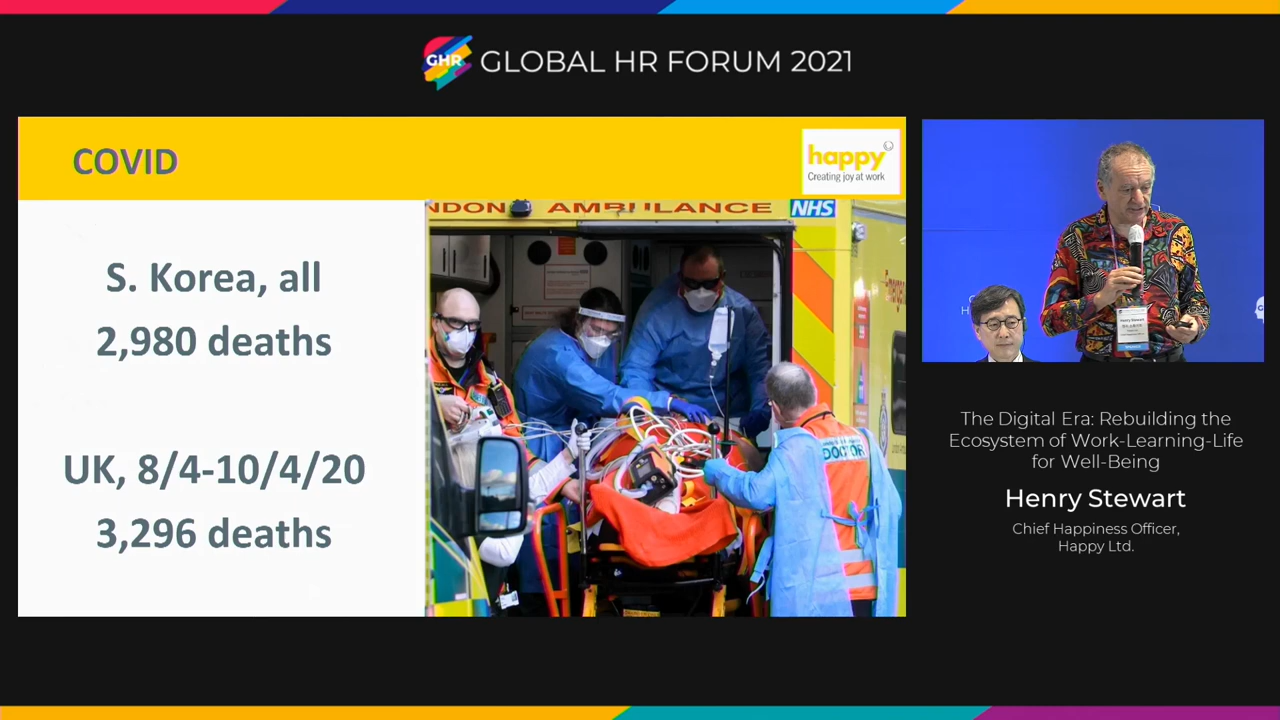 GHR
GLOBAL HR FORUM 2021
COVID
happy
Creating joy at work
S. Korea, all
2,980 deaths
UK, 8/4-10/4/20
3,296 deaths
NDON AMBULANCE
NHS
DOCTOR
Henry Stewart
The Digital Era: Rebuilding the
Ecosystem of Work-Learning-Life
for Well-Being
Henry Stewart
Chief Happiness Officer,
Happy Ltd.